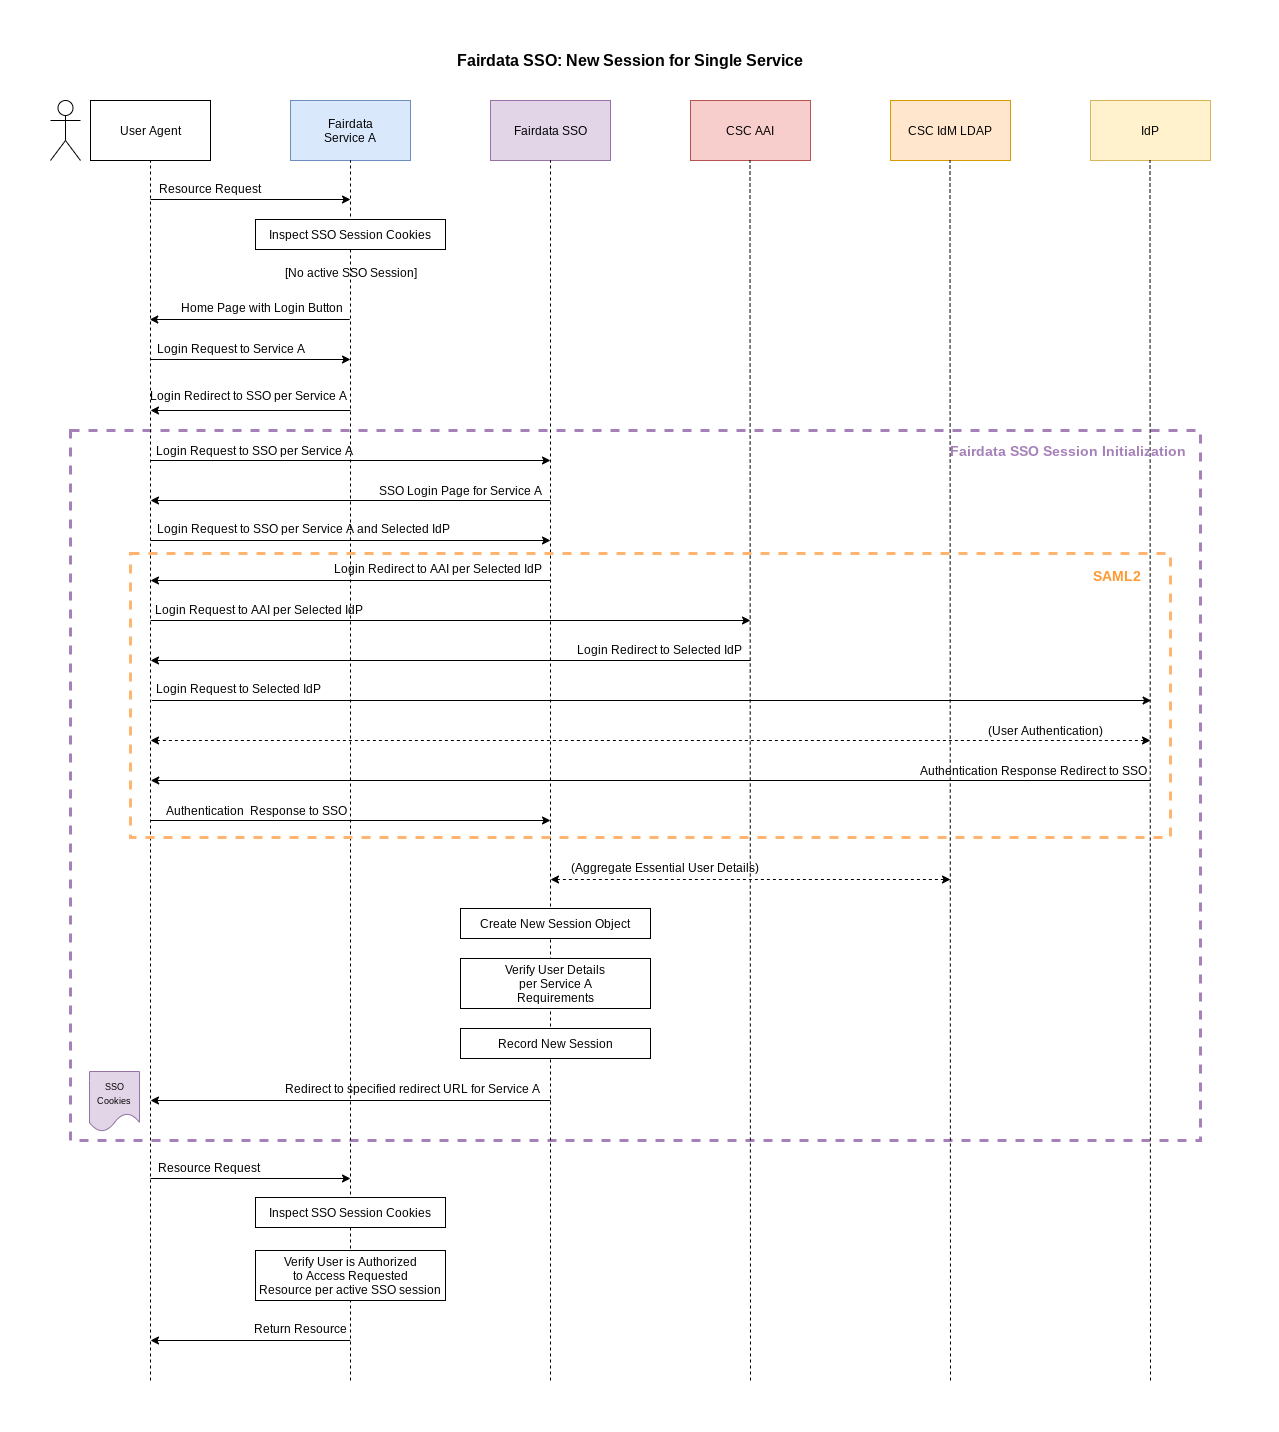 Fairdata SSO: New Session for Single Service
User Agent
Fairdata
Service A
Fairdata SSO
CSC AAI
CSC IdM LDAP
IdP
Resource Request
Inspect SSO Session Cookies
[No active SSO Session]
Home Page with Login Button
Login Request to Service A
Login Redirect to SSO per Service A
Fairdata SSO Session Initialization
Login Request to SSO per Service A
SSO Login Page for Service A
Login Request to SSO per Service A and Selected IdP
Login Redirect to AAI per Selected IdP
SAML2
Login Request to AAI per Selected IdP
Login Redirect to Selected IdP
Login Request to Selected IdP
(User Authentication)
Authentication Response Redirect to SSO
Authentication  Response to SSO
(Aggregate Essential User Details)
Create New Session Object
Verify User Details
per Service A
Requirements
Record New Session
SSO
Cookies
Redirect to specified redirect URL for Service A
Resource Request
Inspect SSO Session Cookies
Verify User is Authorized
to Access Requested
Resource per active SSO session
Return Resource